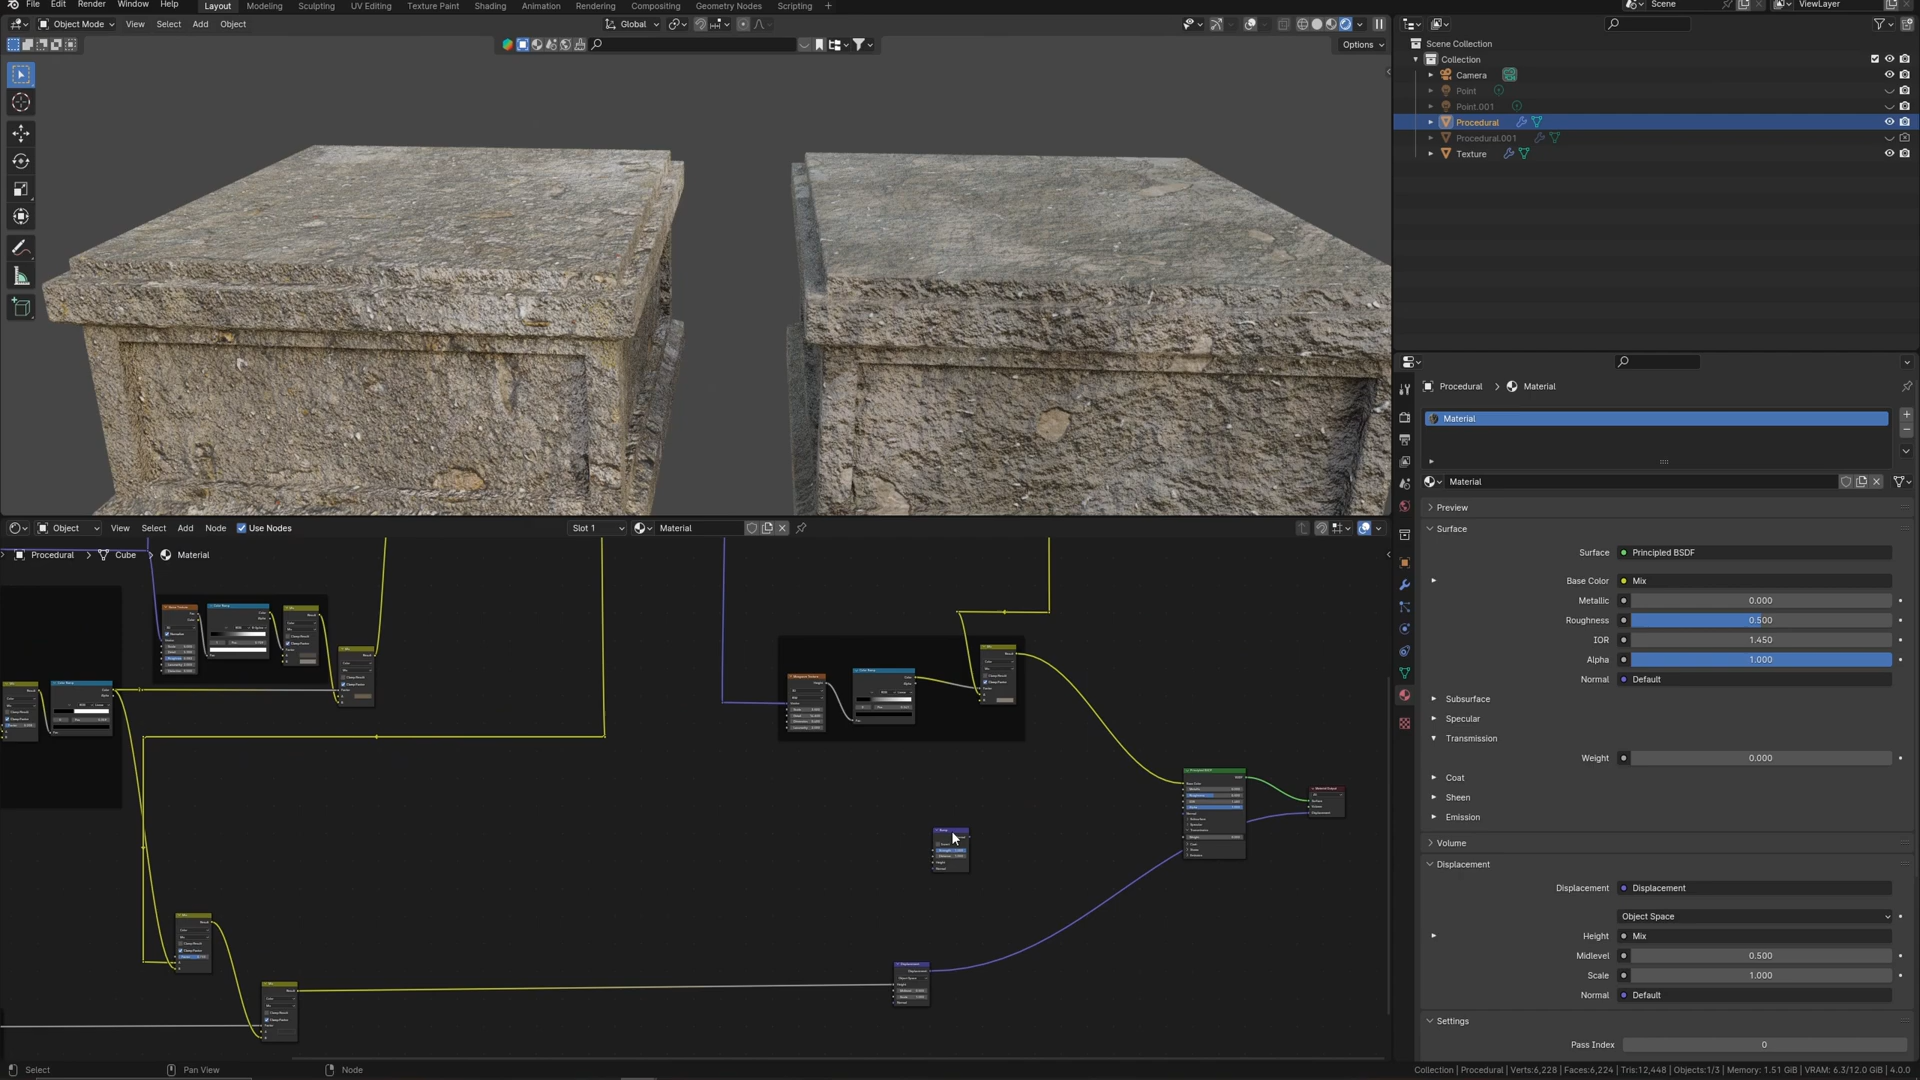 File Edit Render Window Help Layout Modeling Sculpting UV Editing Texture Paint Shading Animation Rendering Compositing Geometry Nodes Scripting + Scene ViewLayer
Object Mode View Select Add Object Global
Options
Scene Collection
Collection
Camera
Point
Point.001
Procedural
Procedural.001
Texture
Procedural > Material
Material
Material
Preview
Surface
Surface Principled BSDF
Base Color Mix
Metallic 0.000
Roughness 0.500
IOR 1.450
Alpha 1.000
Normal Default
Subsurface
Specular
Transmission
Weight 0.000
Coat
Sheen
Emission
Volume
Displacement
Displacement Displacement
Object Space
Height Mix
Midlevel 0.500
Scale 1.000
Normal Default
Settings
Pass Index 0
Object View Select Add Node Use Nodes Slot 1 Material
Procedural > Cube > Material
Select Pan View Node
Collection | Procedural | Verts:6,228 | Faces:6,224 | Tris:12,448 | Objects:1/3 | Memory: 1.51 GiB | VRAM: 6.3/12.0 GiB | 4.0.0